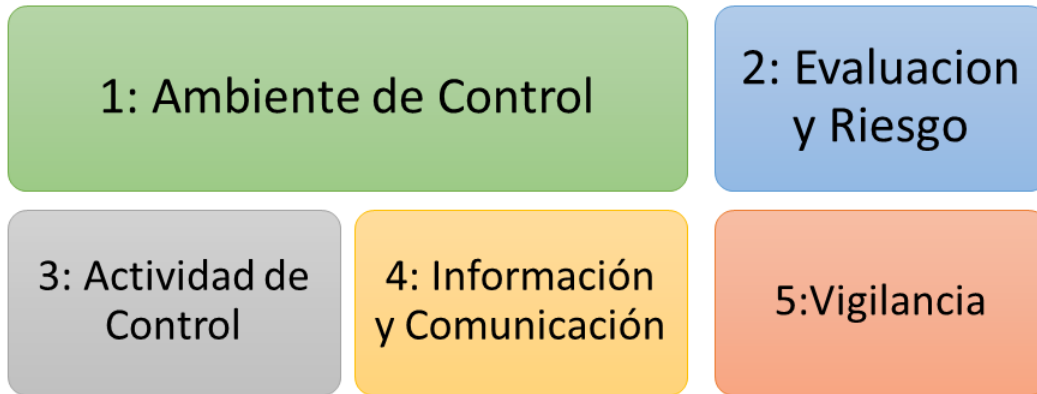 1: Ambiente de Control
2: Evaluacion
y Riesgo
3: Actividad de
Control
4: Información
y Comunicación
5:Vigilancia